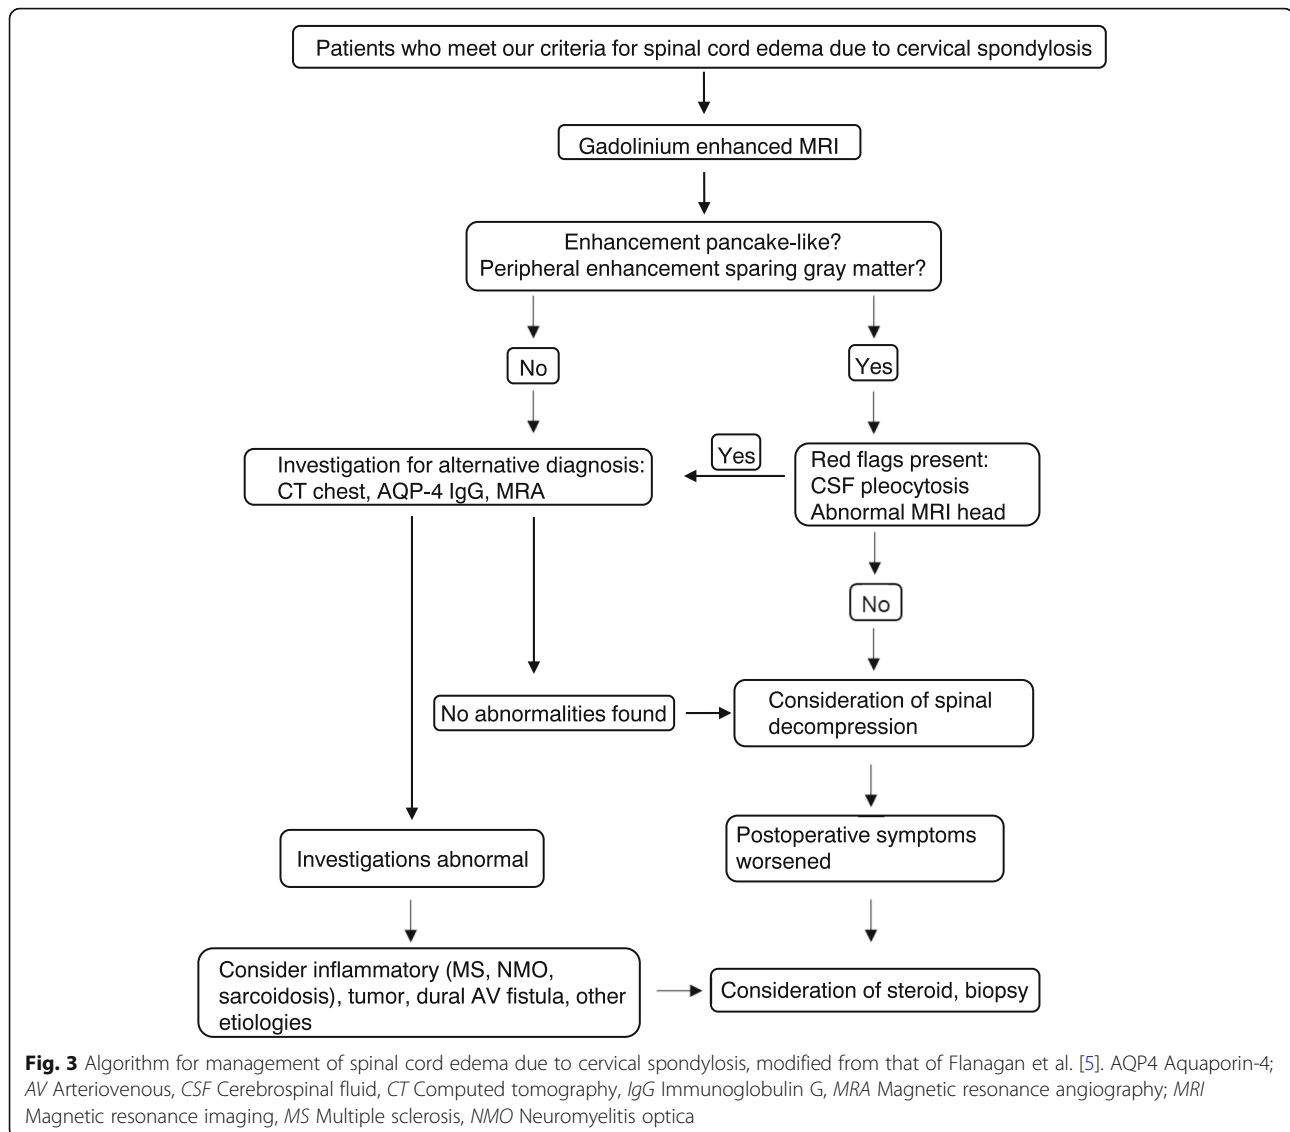 Patients who meet our criteria for spinal cord edema due to cervical spondylosis
Gadolinium enhanced MRI
Enhancement pancake-like?
Peripheral enhancement sparing gray matter?
No
Yes
Investigation for alternative diagnosis:
CT chest, AQP-4 IgG, MRA
Yes
Red flags present:
CSF pleocytosis
Abnormal MRI head
No
No abnormalities found
Consideration of spinal
decompression
Investigations abnormal
Postoperative symptoms
worsened
Consider inflammatory (MS, NMO,
sarcoidosis), tumor, dural AV fistula, other
etiologies
Consideration of steroid, biopsy
Fig. 3 Algorithm for management of spinal cord edema due to cervical spondylosis, modified from that of Flanagan et al. [5]. AQP4 Aquaporin-4;
AV Arteriovenous, CSF Cerebrospinal fluid, CT Computed tomography, IgG Immunoglobulin G, MRA Magnetic resonance angiography; MRI
Magnetic resonance imaging, MS Multiple sclerosis, NMO Neuromyelitis optica